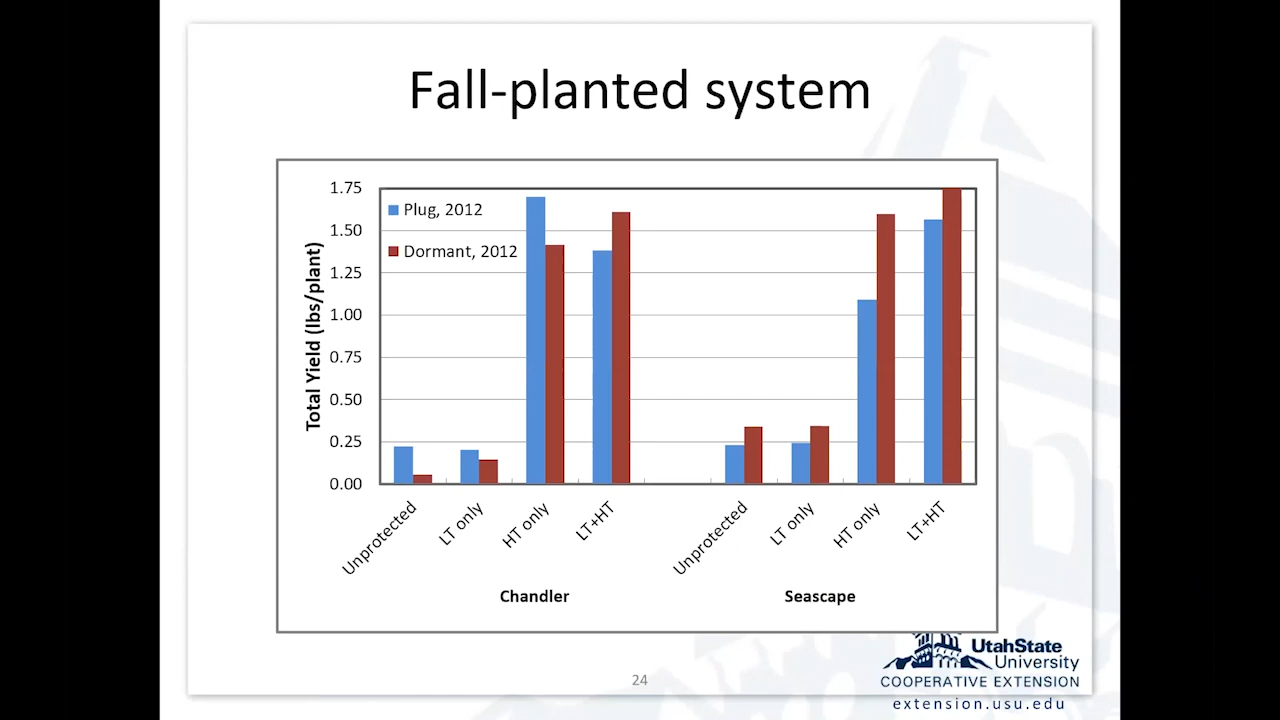 Fall-planted system
Total Yield (lbs/plant)
1.75
1.50
1.25
1.00
0.75
0.50
0.25
0.00
Plug, 2012
Dormant, 2012
Unprotected
LT only
HT only
LT+HT
Unprotected
LT only
HT only
LT+HT
Chandler
Seascape
24
UtahState
University
COOPERATIVE EXTENSION
extension.usu.edu